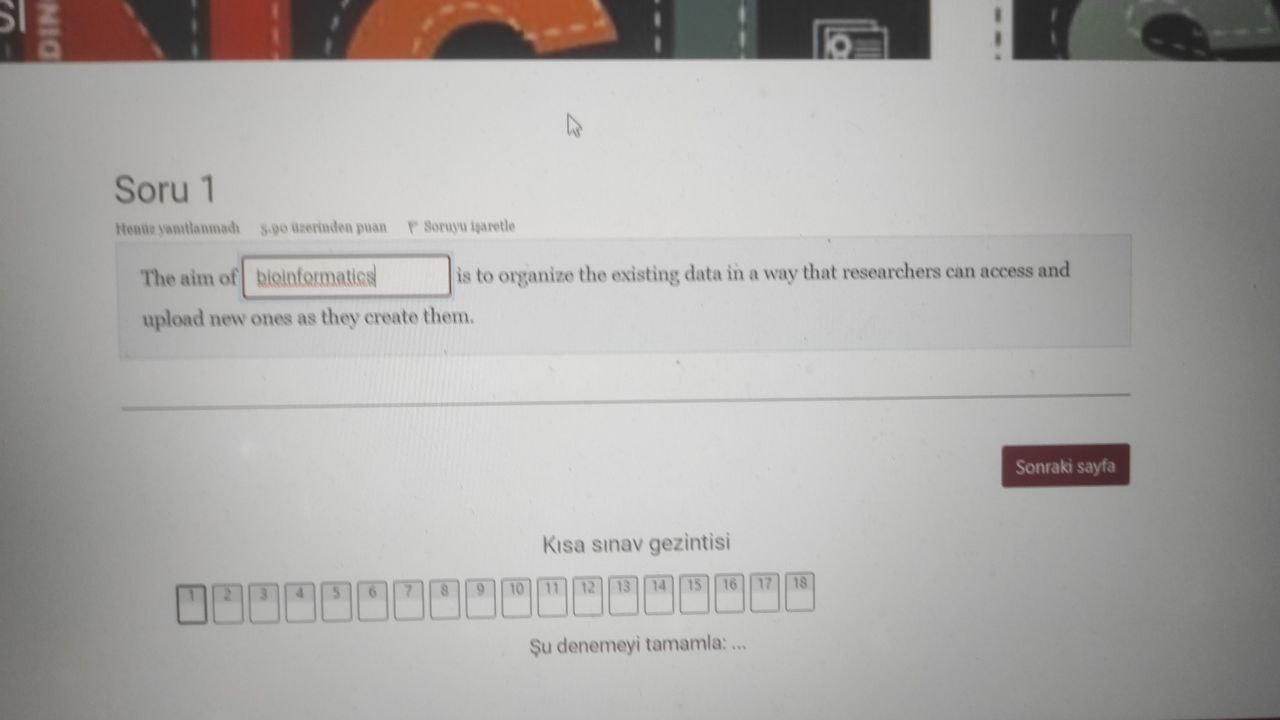 DIN
Soru 1
Henüz yanıtlanmadı 5.90 üzerinden puan Soruyu işaretle
The aim of bioinformatics is to organize the existing data in a way that researchers can access and
upload new ones as they create them.
Sonraki sayfa
Kısa sınav gezintisi
1 2 3 4 5 6 7 8 9 10 11 12 13 14 15 16 17 18
Şu denemeyi tamamla: ...